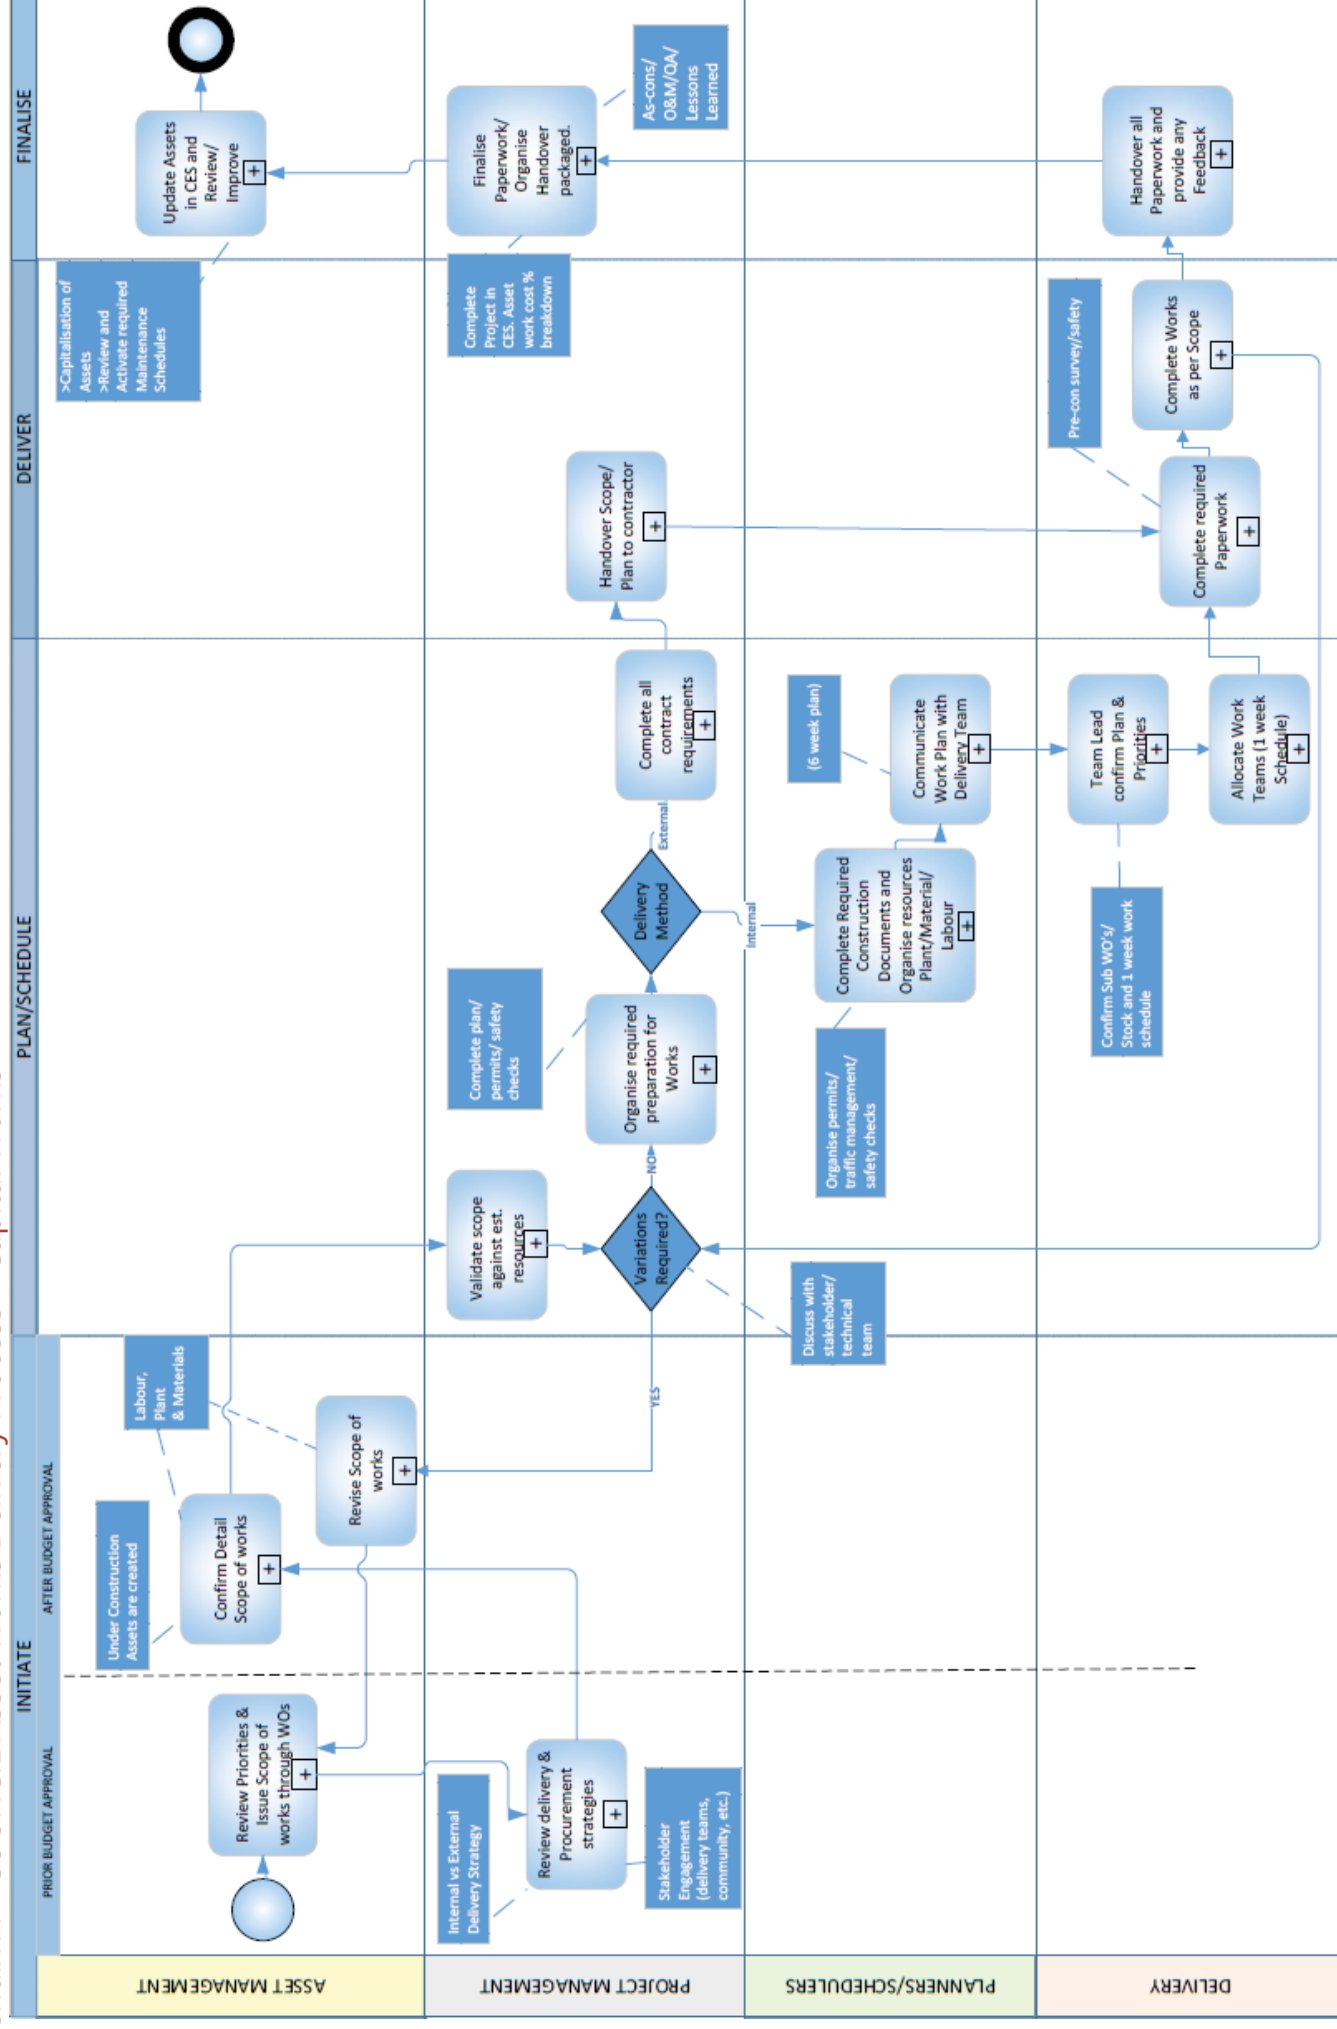 INITIATE
PLAN/SCHEDULE
DELIVER
FINALISE
PRIOR BUDGET APPROVAL
AFTER BUDGET APPROVAL
ASSET MANAGEMENT
Review Priorities &
Issue Scope of
works through WOs
Under Construction
Assets are created
Confirm Detail
Scope of works
Labour,
Plant
& Materials
Revise Scope of
works
>Capitalisation of
Assets
>Review and
Activate required
Maintenance
Schedules
Update Assets
in CES and
Review/
Improve
PROJECT MANAGEMENT
Internal vs External
Delivery Strategy
Review delivery &
Procurement
strategies
Stakeholder
Engagement
(delivery teams,
community, etc.)
YES
Validate scope
against est.
resources
Variations
Required?
NO
Complete plan/
permits/ safety
checks
Organise required
preparation for
Works
Delivery
Method
External
Internal
Complete all
contract
requirements
Handover Scope/
Plan to contractor
Complete
Project in
CES. Asset
work cost %
breakdown
Finalise
Paperwork/
Organise
Handover
packaged.
As-cons/
O&M/QA/
Lessons
Learned
PLANNERS/SCHEDULERS
Discuss with
stakeholder/
technical
team
Organise permits/
traffic management/
safety checks
Complete Required
Construction
Documents and
Organise resources
Plant/Material/
Labour
(6 week plan)
Communicate
Work Plan with
Delivery Team
DELIVERY
Confirm Sub WO's/
Stock and 1 week work
schedule
Team Lead
confirm Plan &
Priorities
Allocate Work
Teams (1 week
Schedule)
Pre-con survey/safety
Complete required
Paperwork
Complete Works
as per Scope
Handover all
Paperwork and
provide any
Feedback